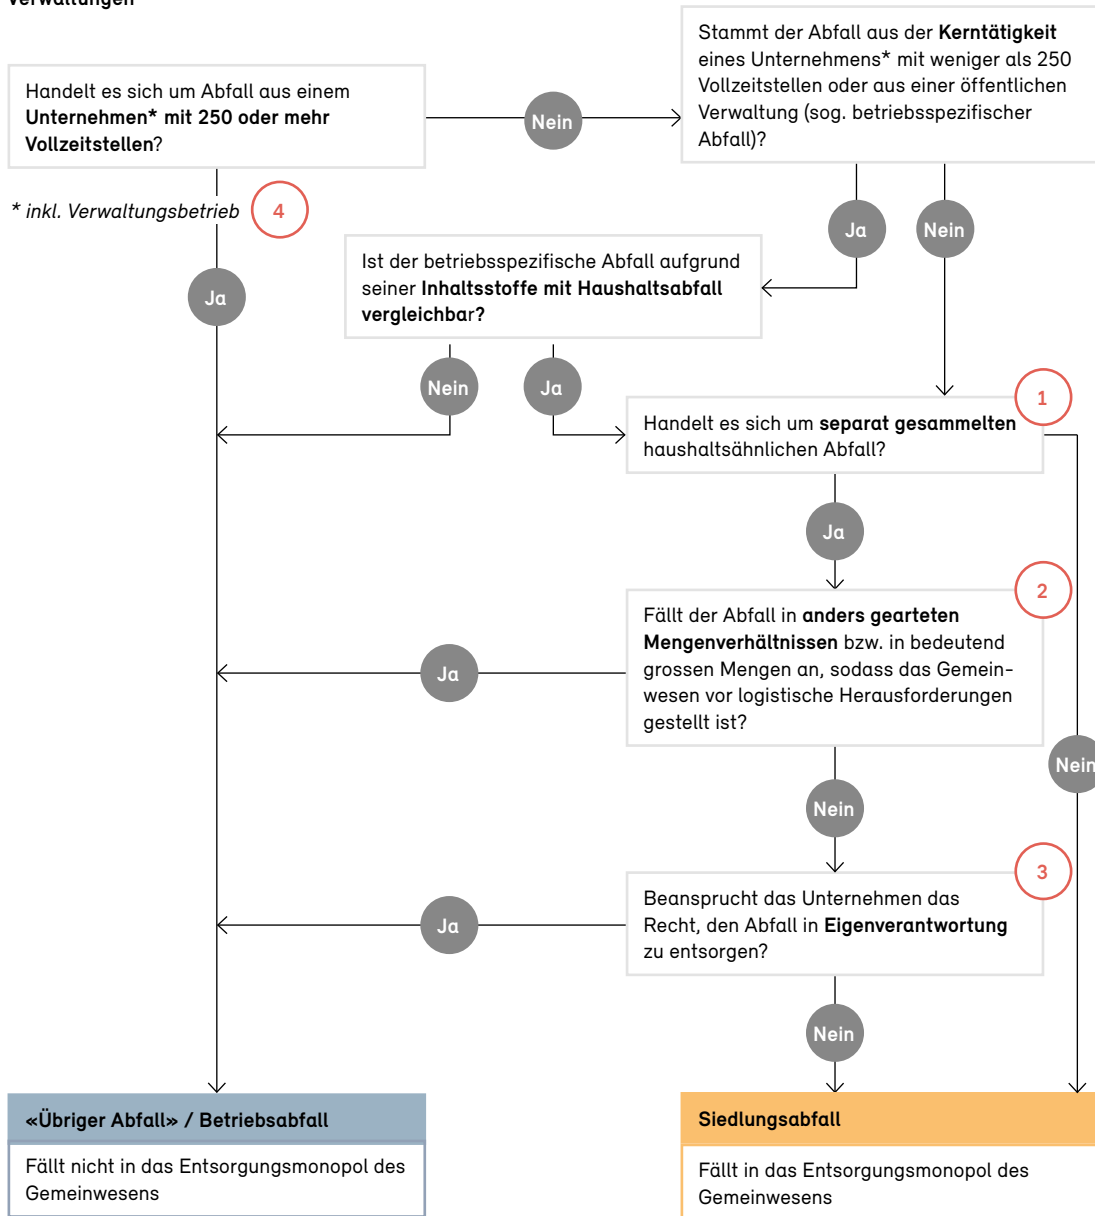 Verwaltungen
Stammt der Abfall aus der Kerntätigkeit
eines Unternehmens* mit weniger als 250
Vollzeitstellen oder aus einer öffentlichen
Verwaltung (sog. betriebsspezifischer
Abfall)?
Handelt es sich um Abfall aus einem
Unternehmen* mit 250 oder mehr
Vollzeitstellen?
Nein
* inkl. Verwaltungsbetrieb
4
Ja
Nein
Ist der betriebsspezifische Abfall aufgrund
seiner Inhaltsstoffe mit Haushaltsabfall
vergleichbar?
Ja
Nein
Ja
1
Handelt es sich um separat gesammelten
haushaltsähnlichen Abfall?
Ja
2
Fällt der Abfall in anders gearteten
Mengenverhältnissen bzw. in bedeutend
grossen Mengen an, sodass das Gemein-
wesen vor logistische Herausforderungen
gestellt ist?
Ja
Nein
Nein
3
Beansprucht das Unternehmen das
Recht, den Abfall in Eigenverantwortung
zu entsorgen?
Ja
Nein
«Übriger Abfall» / Betriebsabfall
Fällt nicht in das Entsorgungsmonopol des
Gemeinwesens
Siedlungsabfall
Fällt in das Entsorgungsmonopol des
Gemeinwesens